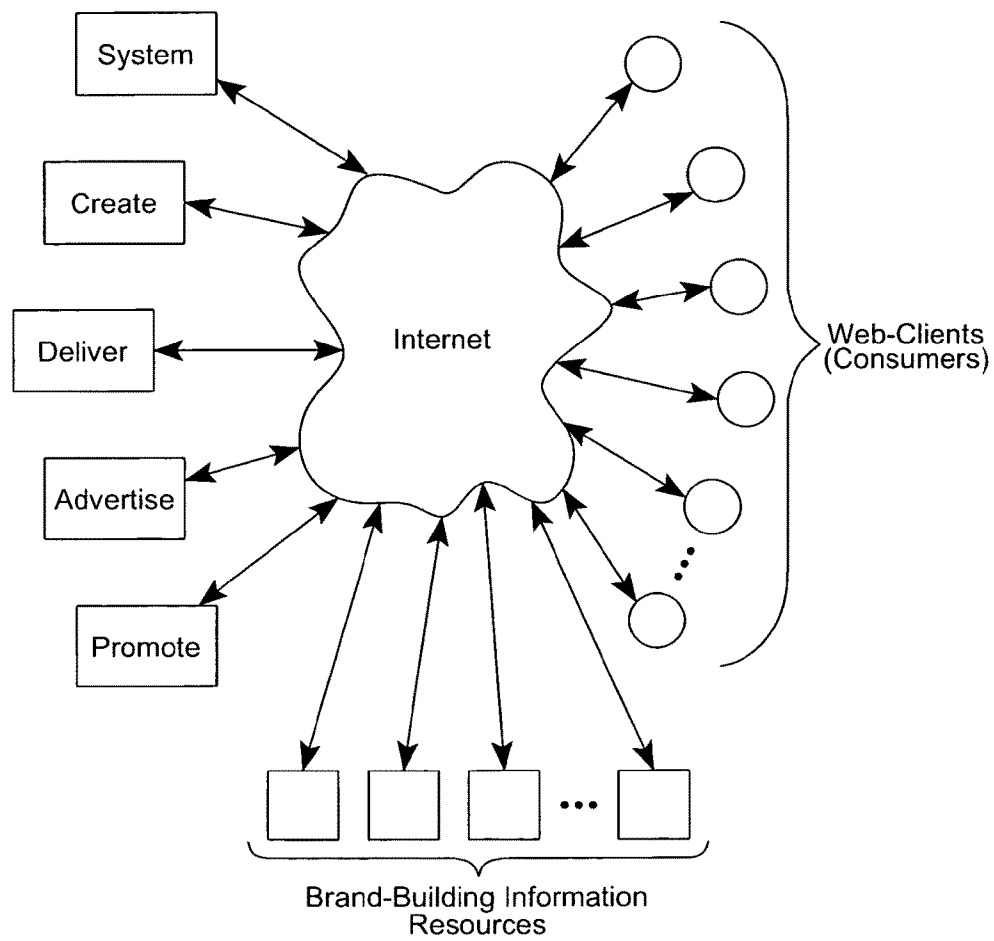 System
Create
Deliver
Advertise
Promote
Internet
Web-Clients
(Consumers)
Brand-Building Information
Resources